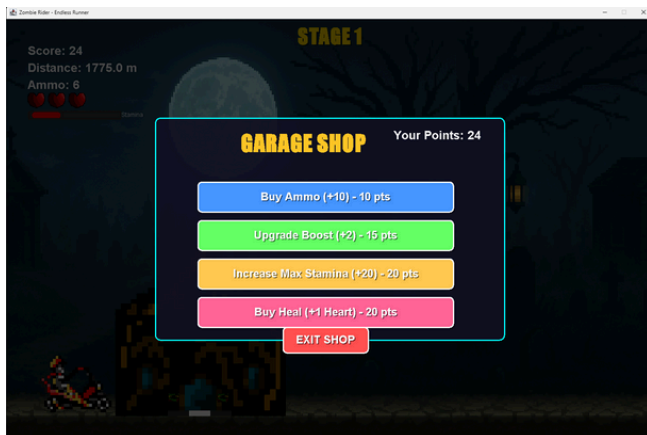 Zombie Rider - Endless Runner
STAGE 1
Score: 24
Distance: 1775.0 m
Ammo: 6
Stamina
GARAGE SHOP
Your Points: 24
Buy Ammo (+10) - 10 pts
Upgrade Boost (+2) - 15 pts
Increase Max Stamina (+20) - 20 pts
Buy Heal (+1 Heart) - 20 pts
EXIT SHOP